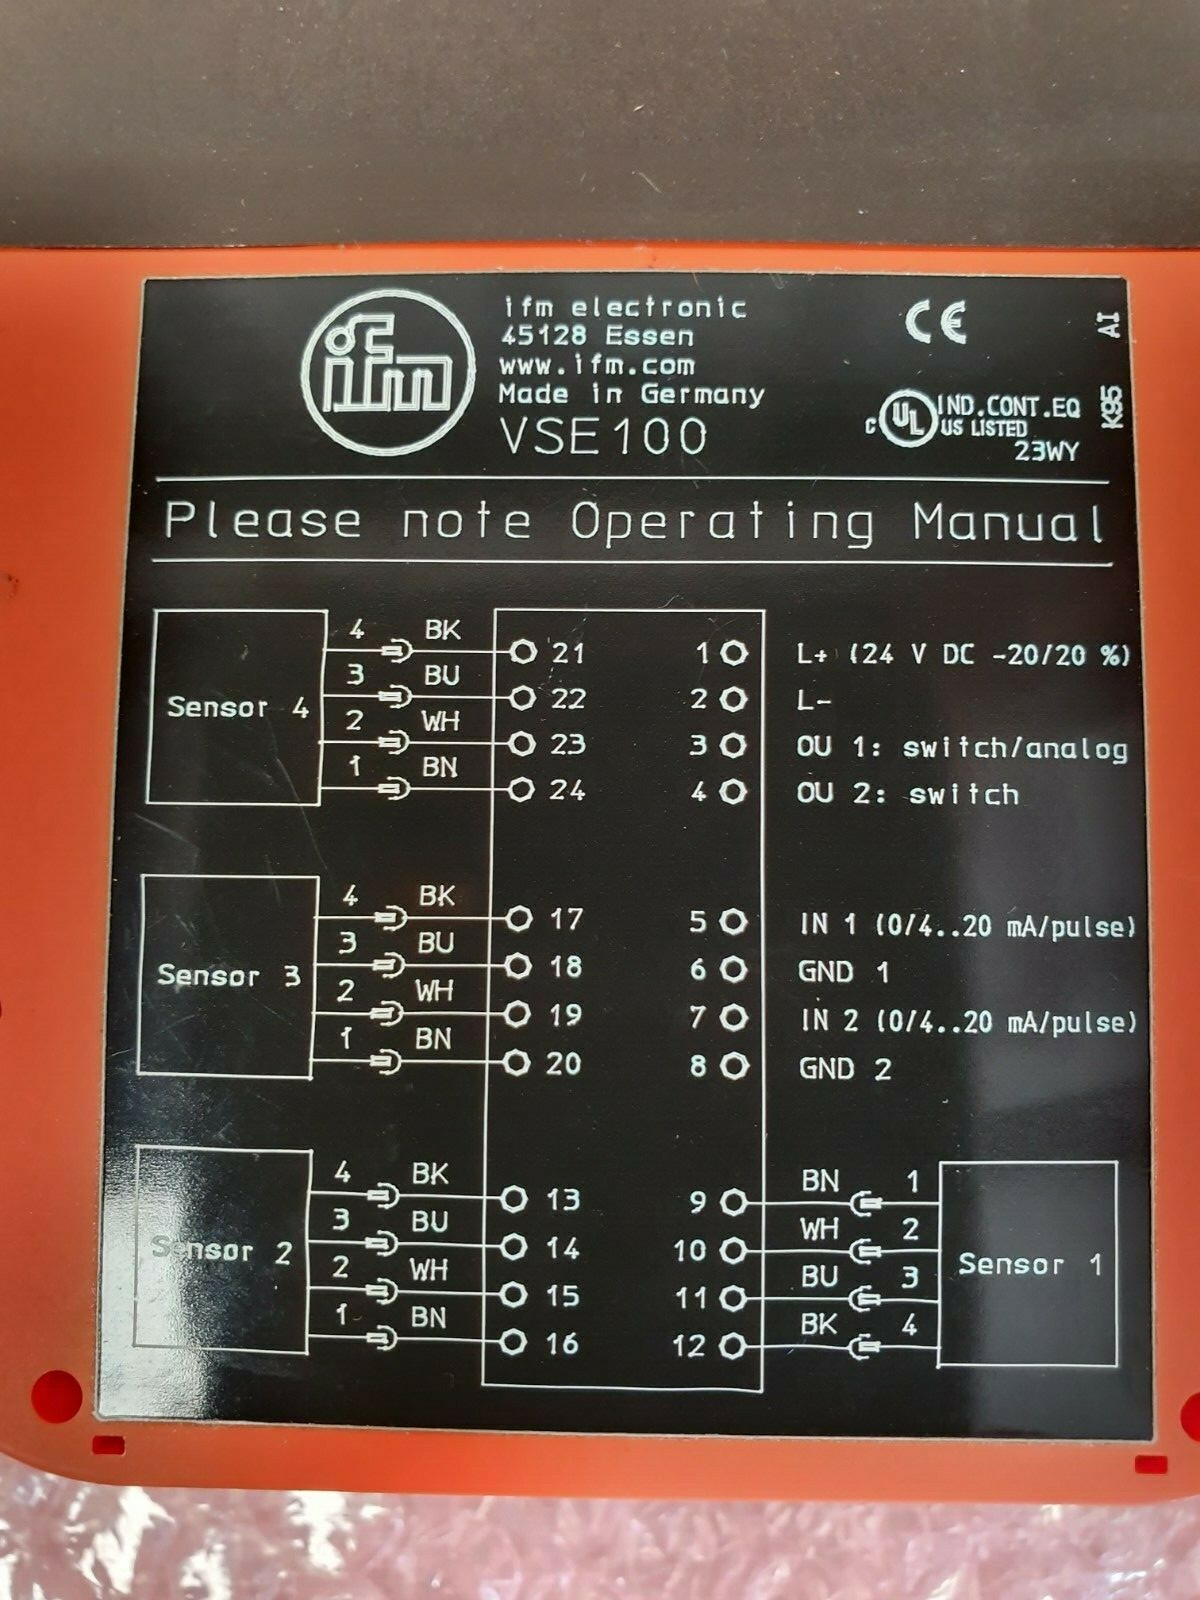 ifm
ifm electronic
45128 Essen
www.ifm.com
Made in Germany
VSE100
CE
AI
K95
C UL US LISTED
IND.CONT.EQ
23WY
Please note Operating Manual
Sensor 4
4 BK 21
3 BU 22
2 WH 23
1 BN 24
1 L+ (24 V DC -20/20 %)
2 L-
3 OU 1: switch/analog
4 OU 2: switch
Sensor 3
4 BK 17
3 BU 18
2 WH 19
1 BN 20
5 IN 1 (0/4..20 mA/pulse)
6 GND 1
7 IN 2 (0/4..20 mA/pulse)
8 GND 2
Sensor 2
4 BK 13
3 BU 14
2 WH 15
1 BN 16
9 BN 1
10 WH 2
11 BU 3
12 BK 4
Sensor 1